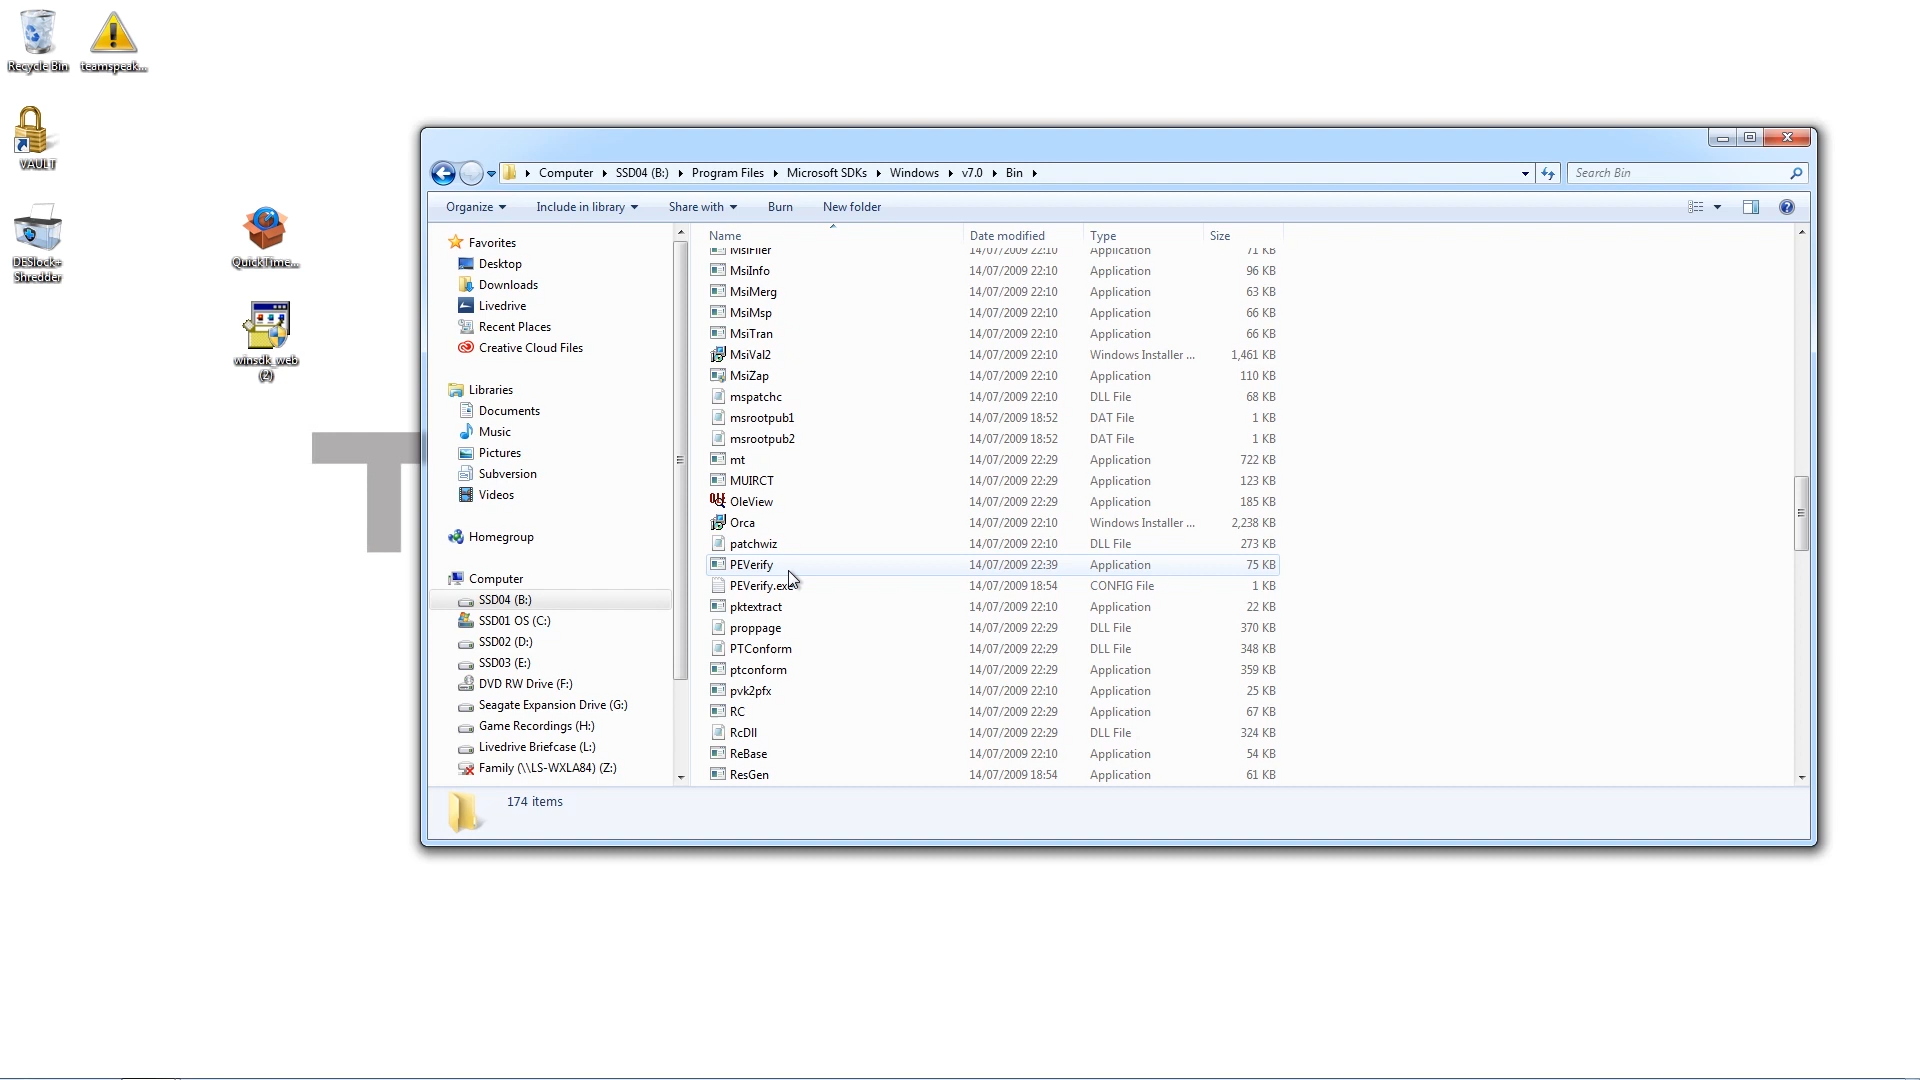 Recycle Bin
teamspeak...
VAULT
DESlock+
Shredder
QuickTime...
winsdk_web
(2)
T
Computer
SSD04 (B:)
Program Files
Microsoft SDKs
Windows
v7.0
Bin
Search Bin
Organize
Include in library
Share with
Burn
New folder
Favorites
Desktop
Downloads
Livedrive
Recent Places
Creative Cloud Files
Libraries
Documents
Music
Pictures
Subversion
Videos
Homegroup
Computer
SSD04 (B:)
SSD01 OS (C:)
SSD02 (D:)
SSD03 (E:)
DVD RW Drive (F:)
Seagate Expansion Drive (G:)
Game Recordings (H:)
Livedrive Briefcase (L:)
Family (\\LS-WXLA84) (Z:)
Name Date modified Type Size
MsiFiler 14/07/2009 22:10 Application 71 KB
MsiInfo 14/07/2009 22:10 Application 96 KB
MsiMerg 14/07/2009 22:10 Application 63 KB
MsiMsp 14/07/2009 22:10 Application 66 KB
MsiTran 14/07/2009 22:10 Application 66 KB
MsiVal2 14/07/2009 22:10 Windows Installer ... 1,461 KB
MsiZap 14/07/2009 22:10 Application 110 KB
mspatchc 14/07/2009 22:10 DLL File 68 KB
msrootpub1 14/07/2009 18:52 DAT File 1 KB
msrootpub2 14/07/2009 18:52 DAT File 1 KB
mt 14/07/2009 22:29 Application 722 KB
MUIRCT 14/07/2009 22:29 Application 123 KB
OleView 14/07/2009 22:29 Application 185 KB
Orca 14/07/2009 22:10 Windows Installer ... 2,238 KB
patchwiz 14/07/2009 22:10 DLL File 273 KB
PEVerify 14/07/2009 22:39 Application 75 KB
PEVerify.exe 14/07/2009 18:54 CONFIG File 1 KB
pktextract 14/07/2009 22:10 Application 22 KB
proppage 14/07/2009 22:29 DLL File 370 KB
PTConform 14/07/2009 22:29 DLL File 348 KB
ptconform 14/07/2009 22:29 Application 359 KB
pvk2pfx 14/07/2009 22:10 Application 25 KB
RC 14/07/2009 22:29 Application 67 KB
RcDll 14/07/2009 22:29 DLL File 324 KB
ReBase 14/07/2009 22:10 Application 54 KB
ResGen 14/07/2009 18:54 Application 61 KB
174 items